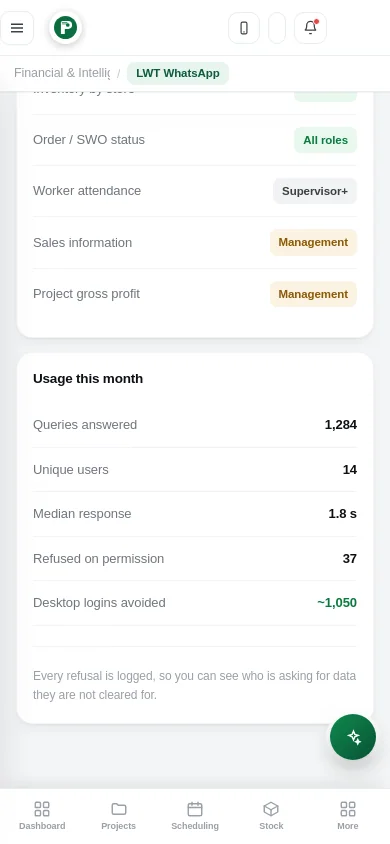 Financial & Intellig / LWT WhatsApp
Inventory by store
Order / SWO status All roles
Worker attendance Supervisor+
Sales information Management
Project gross profit Management
Usage this month
Queries answered 1,284
Unique users 14
Median response 1.8 s
Refused on permission 37
Desktop logins avoided ~1,050
Every refusal is logged, so you can see who is asking for data
they are not cleared for.
Dashboard Projects Scheduling Stock More